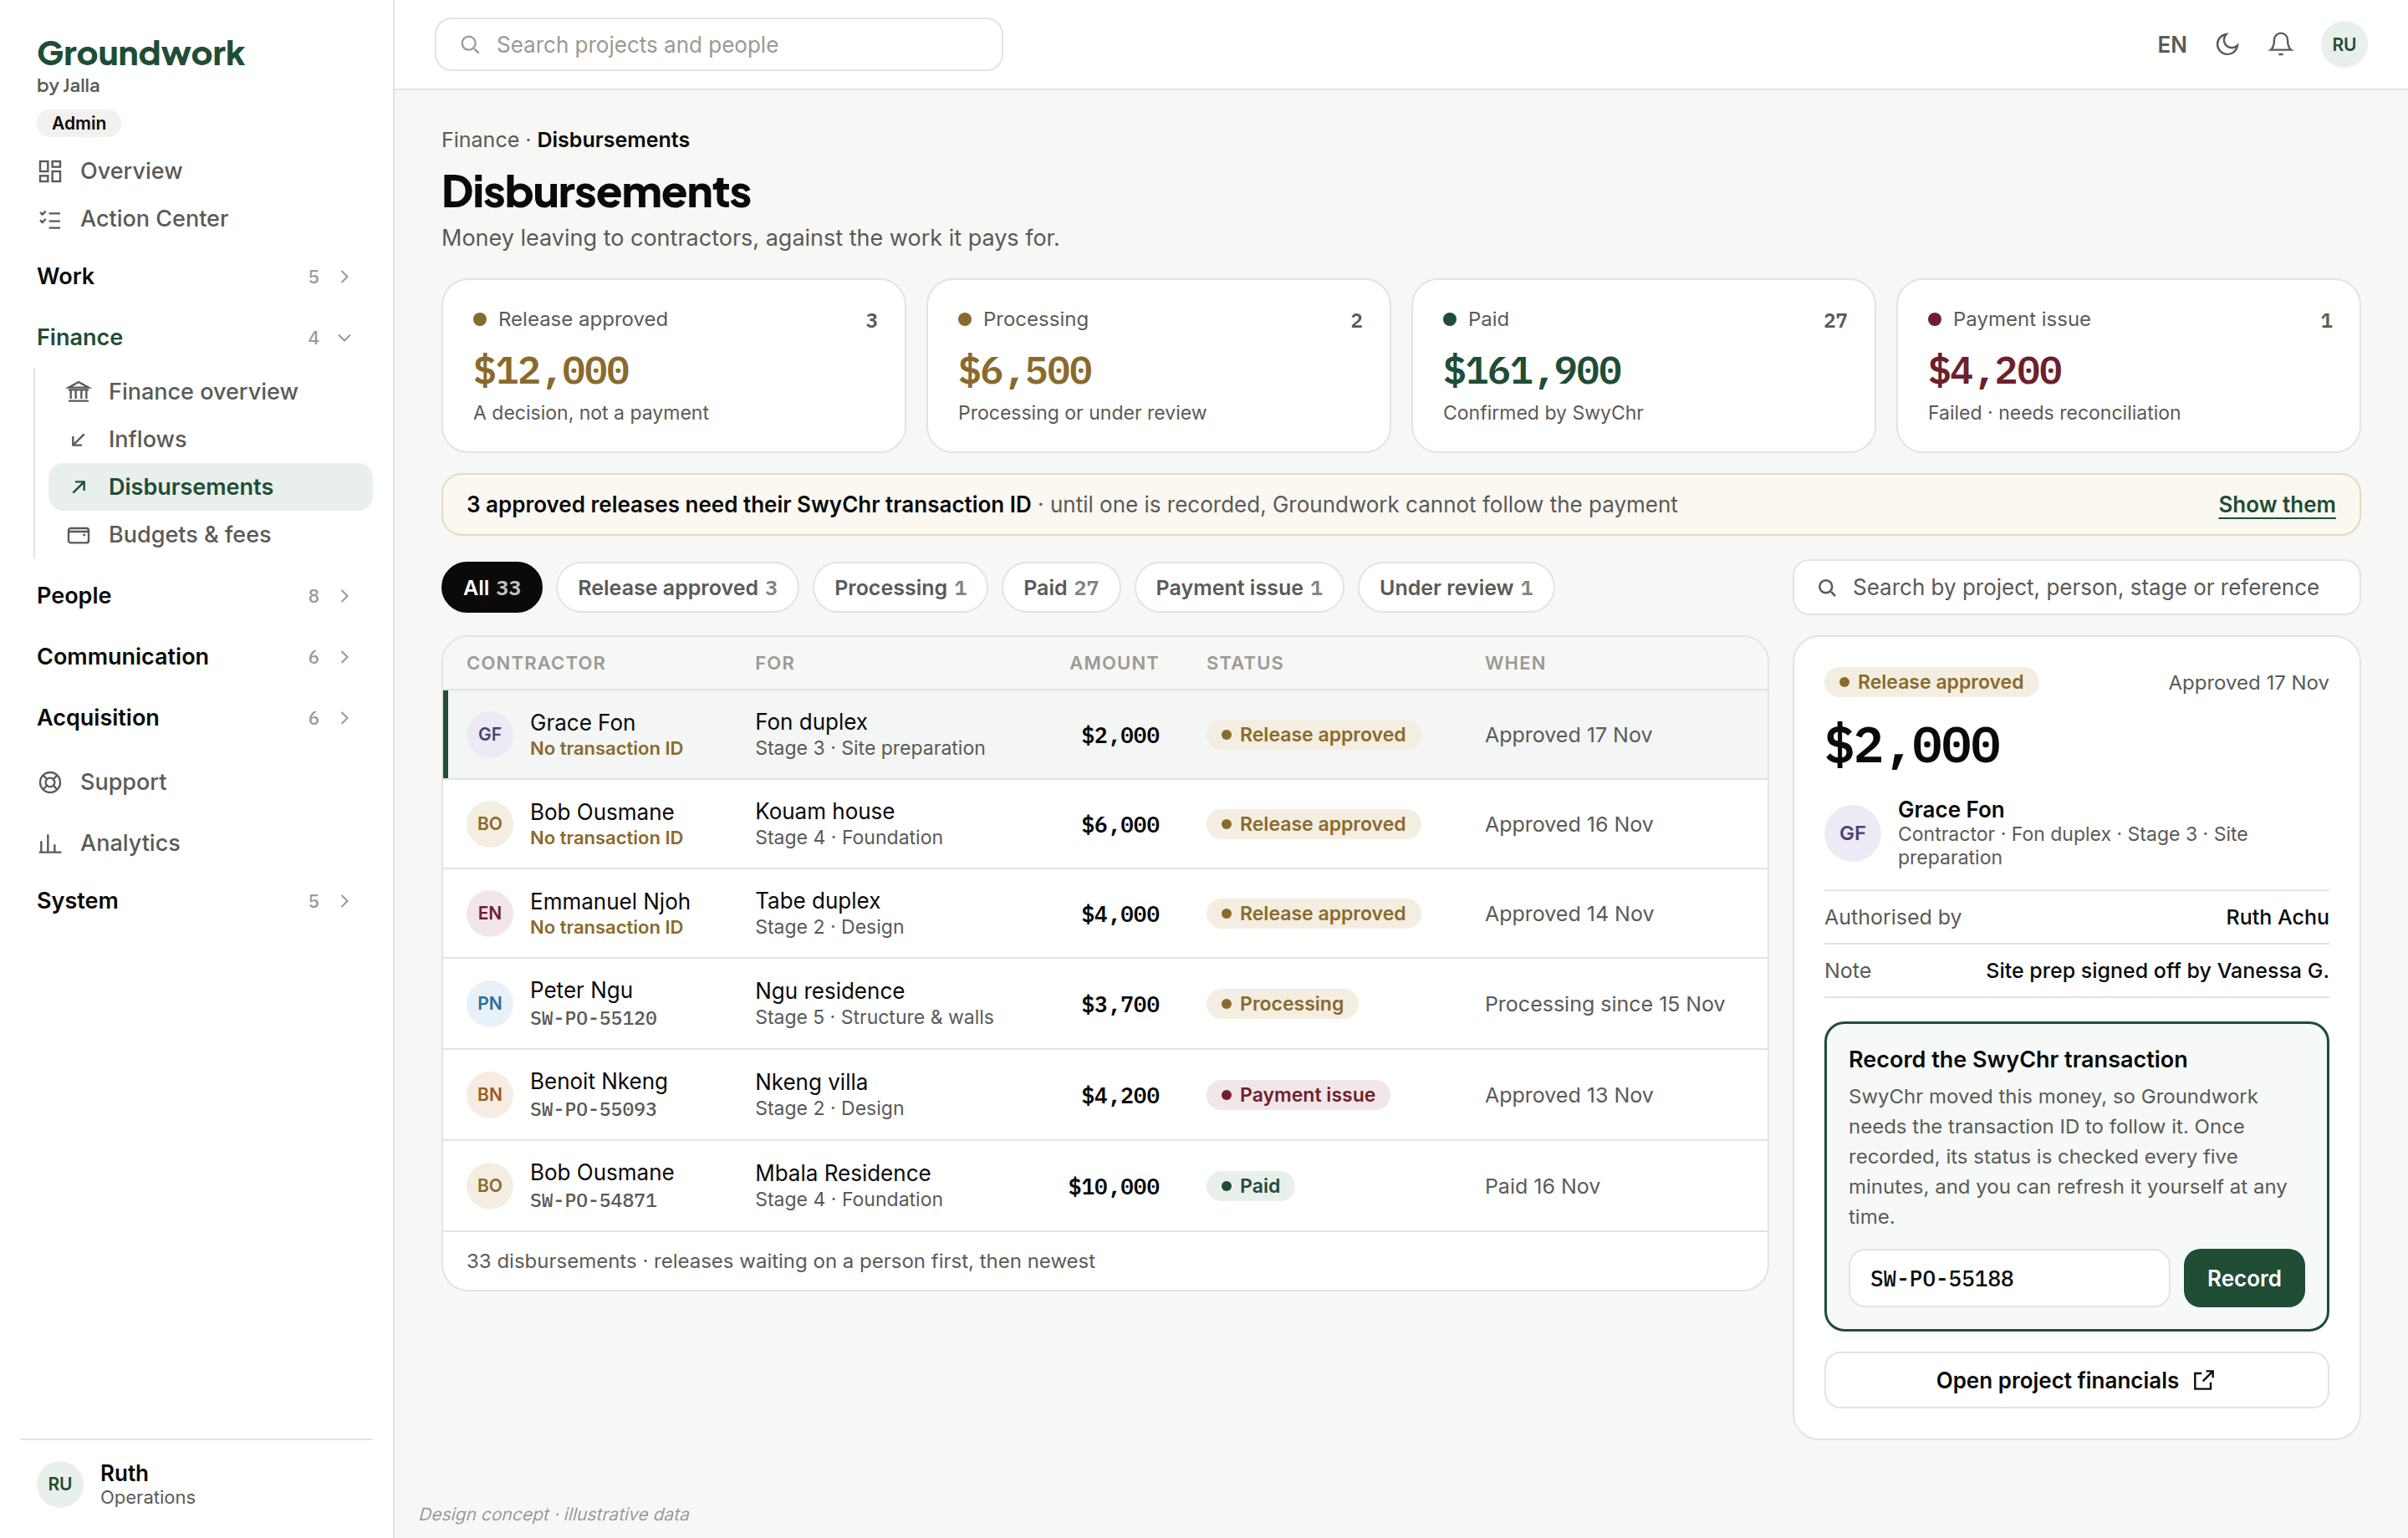 Groundwork
by Jalla
Admin
Overview
Action Center
Work 5
Finance 4
Finance overview
Inflows
Disbursements
Budgets & fees
People 8
Communication 6
Acquisition 6
Support
Analytics
System 5
RU Ruth
Operations
Search projects and people
EN RU
Finance · Disbursements
Disbursements
Money leaving to contractors, against the work it pays for.
Release approved 3
$12,000
A decision, not a payment
Processing 2
$6,500
Processing or under review
Paid 27
$161,900
Confirmed by SwyChr
Payment issue 1
$4,200
Failed · needs reconciliation
3 approved releases need their SwyChr transaction ID · until one is recorded, Groundwork cannot follow the payment Show them
All 33 Release approved 3 Processing 1 Paid 27 Payment issue 1 Under review 1
Search by project, person, stage or reference
CONTRACTOR FOR AMOUNT STATUS WHEN
GF Grace Fon Fon duplex $2,000 Release approved Approved 17 Nov
No transaction ID Stage 3 · Site preparation
BO Bob Ousmane Kouam house $6,000 Release approved Approved 16 Nov
No transaction ID Stage 4 · Foundation
EN Emmanuel Njoh Tabe duplex $4,000 Release approved Approved 14 Nov
No transaction ID Stage 2 · Design
PN Peter Ngu Ngu residence $3,700 Processing Processing since 15 Nov
SW-PO-55120 Stage 5 · Structure & walls
BN Benoit Nkeng Nkeng villa $4,200 Payment issue Approved 13 Nov
SW-PO-55093 Stage 2 · Design
BO Bob Ousmane Mbala Residence $10,000 Paid Paid 16 Nov
SW-PO-54871 Stage 4 · Foundation
33 disbursements · releases waiting on a person first, then newest
Release approved Approved 17 Nov
$2,000
GF Grace Fon
Contractor · Fon duplex · Stage 3 · Site
preparation
Authorised by Ruth Achu
Note Site prep signed off by Vanessa G.
Record the SwyChr transaction
SwyChr moved this money, so Groundwork
needs the transaction ID to follow it. Once
recorded, its status is checked every five
minutes, and you can refresh it yourself at any
time.
SW-PO-55188 Record
Open project financials
Design concept · illustrative data